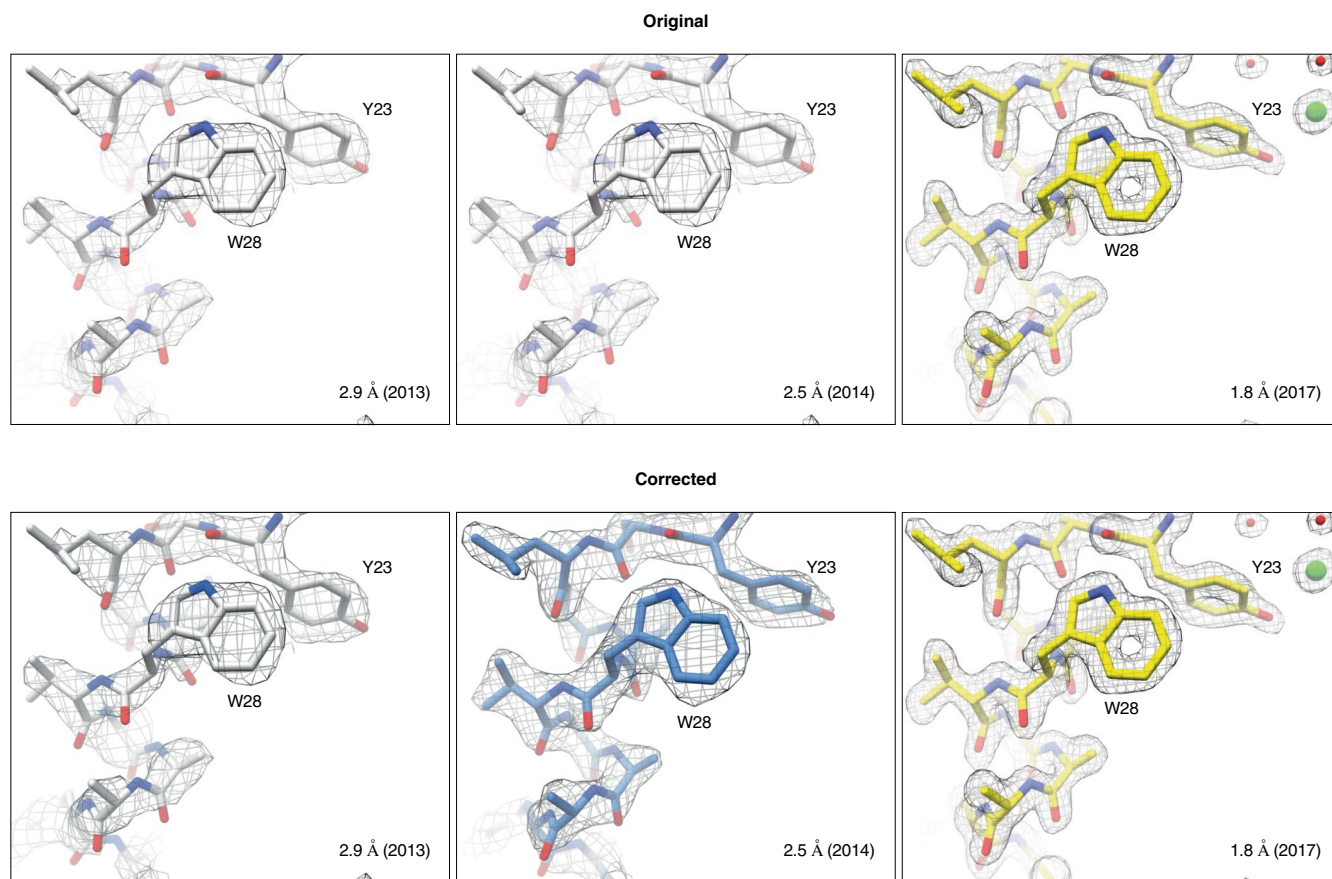 Original
Y23
W28
2.9 Å (2013)
Y23
W28
2.5 Å (2014)
Y23
W28
1.8 Å (2017)
Corrected
Y23
W28
2.9 Å (2013)
Y23
W28
2.5 Å (2014)
Y23
W28
1.8 Å (2017)